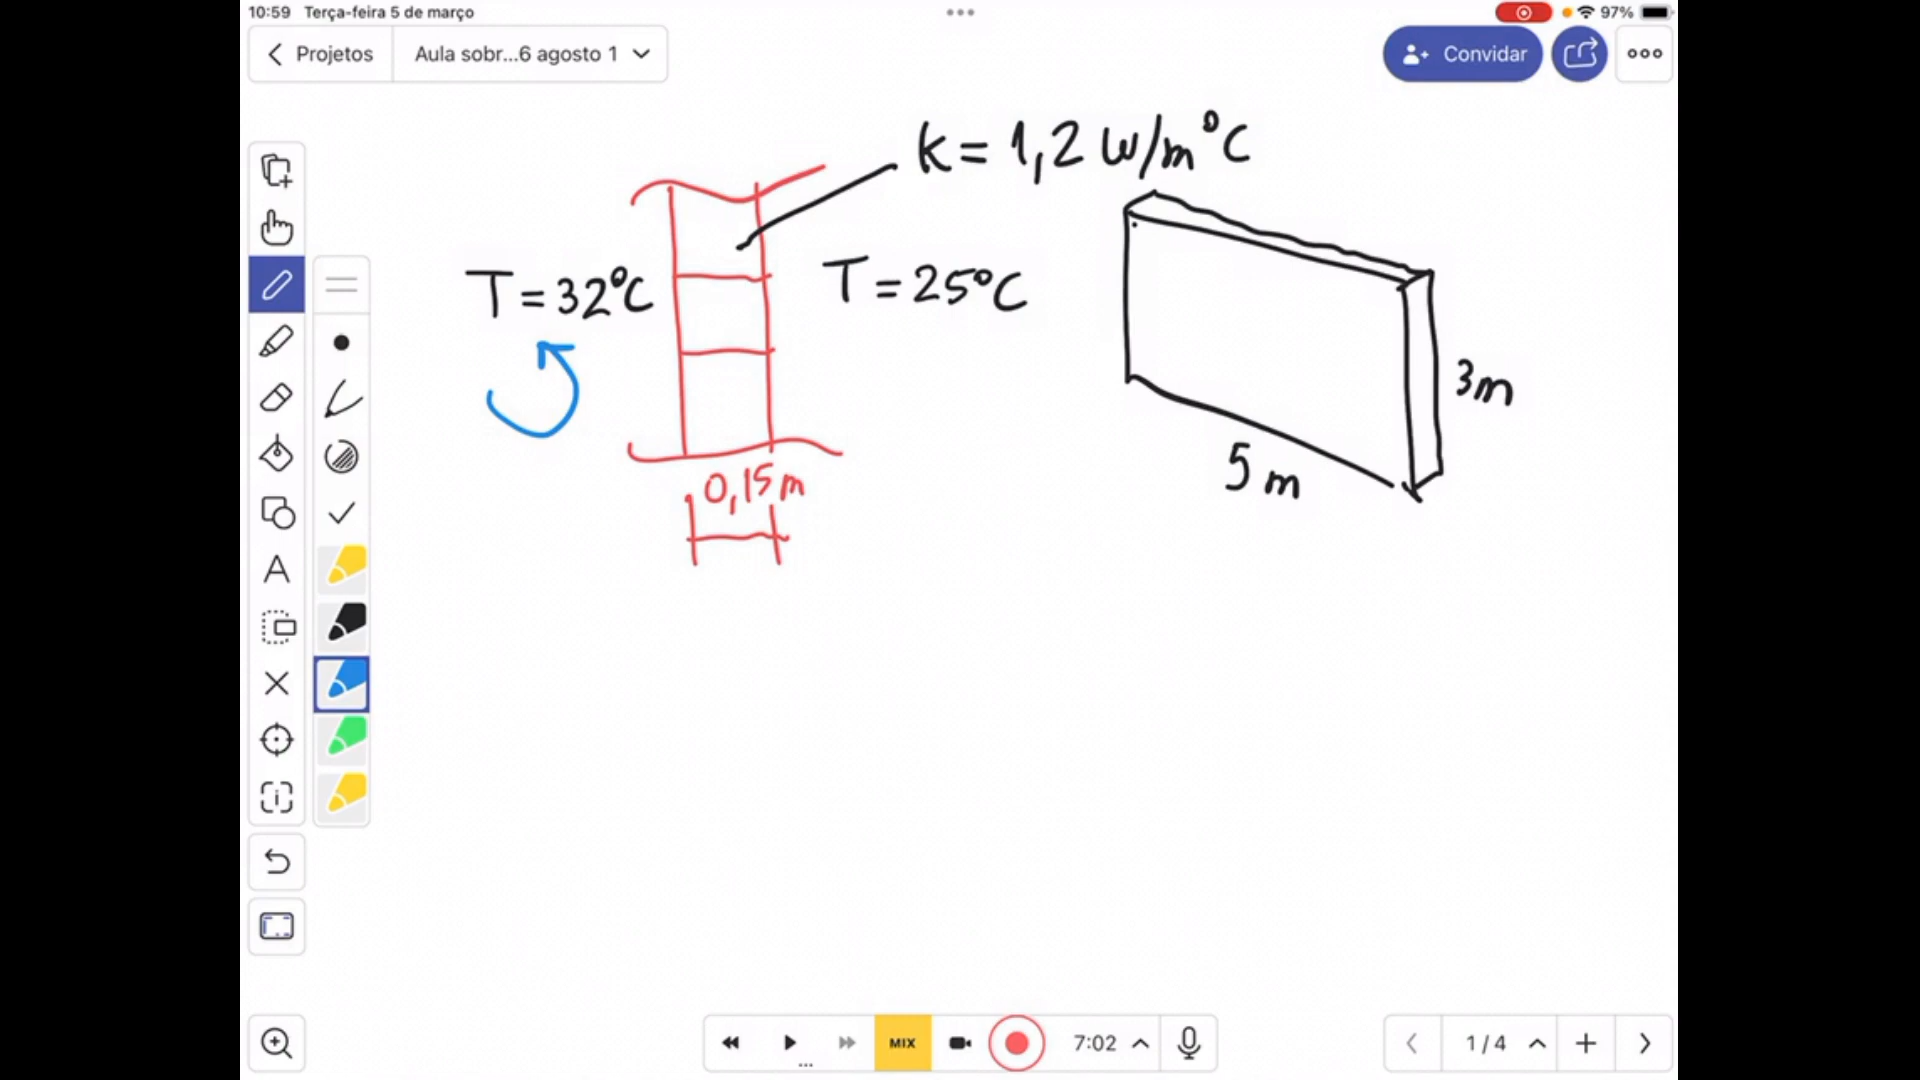 10:59 Terça-feira 5 de março
97%
Projetos
Aula sobr...6 agosto 1
Convidar
k = 1,2 W/m°C
T = 32°C
T = 25°C
3m
5 m
0,15 m
A
MIX
7:02
1 / 4